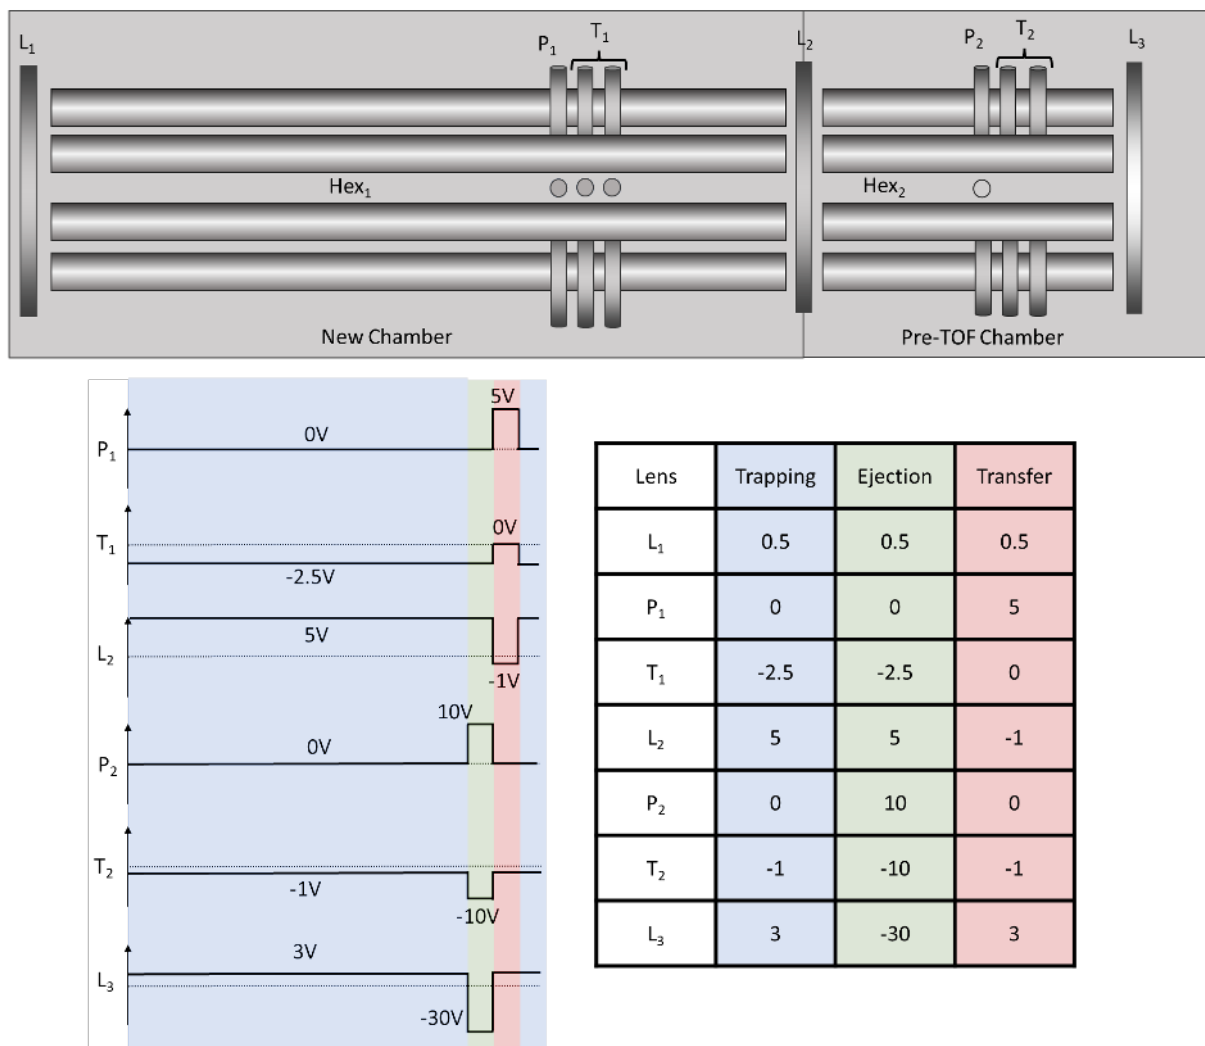 L₁ P₁ T₁ L₂ P₂ T₂ L₃
Hex₁ Hex₂
New Chamber Pre-TOF Chamber
5V
P₁ 0V
T₁ 0V
-2.5V
L₂ 5V
-1V
10V
P₂ 0V
T₂ -1V
-10V
L₃ 3V
-30V
Lens Trapping Ejection Transfer
L₁ 0.5 0.5 0.5
P₁ 0 0 5
T₁ -2.5 -2.5 0
L₂ 5 5 -1
P₂ 0 10 0
T₂ -1 -10 -1
L₃ 3 -30 3